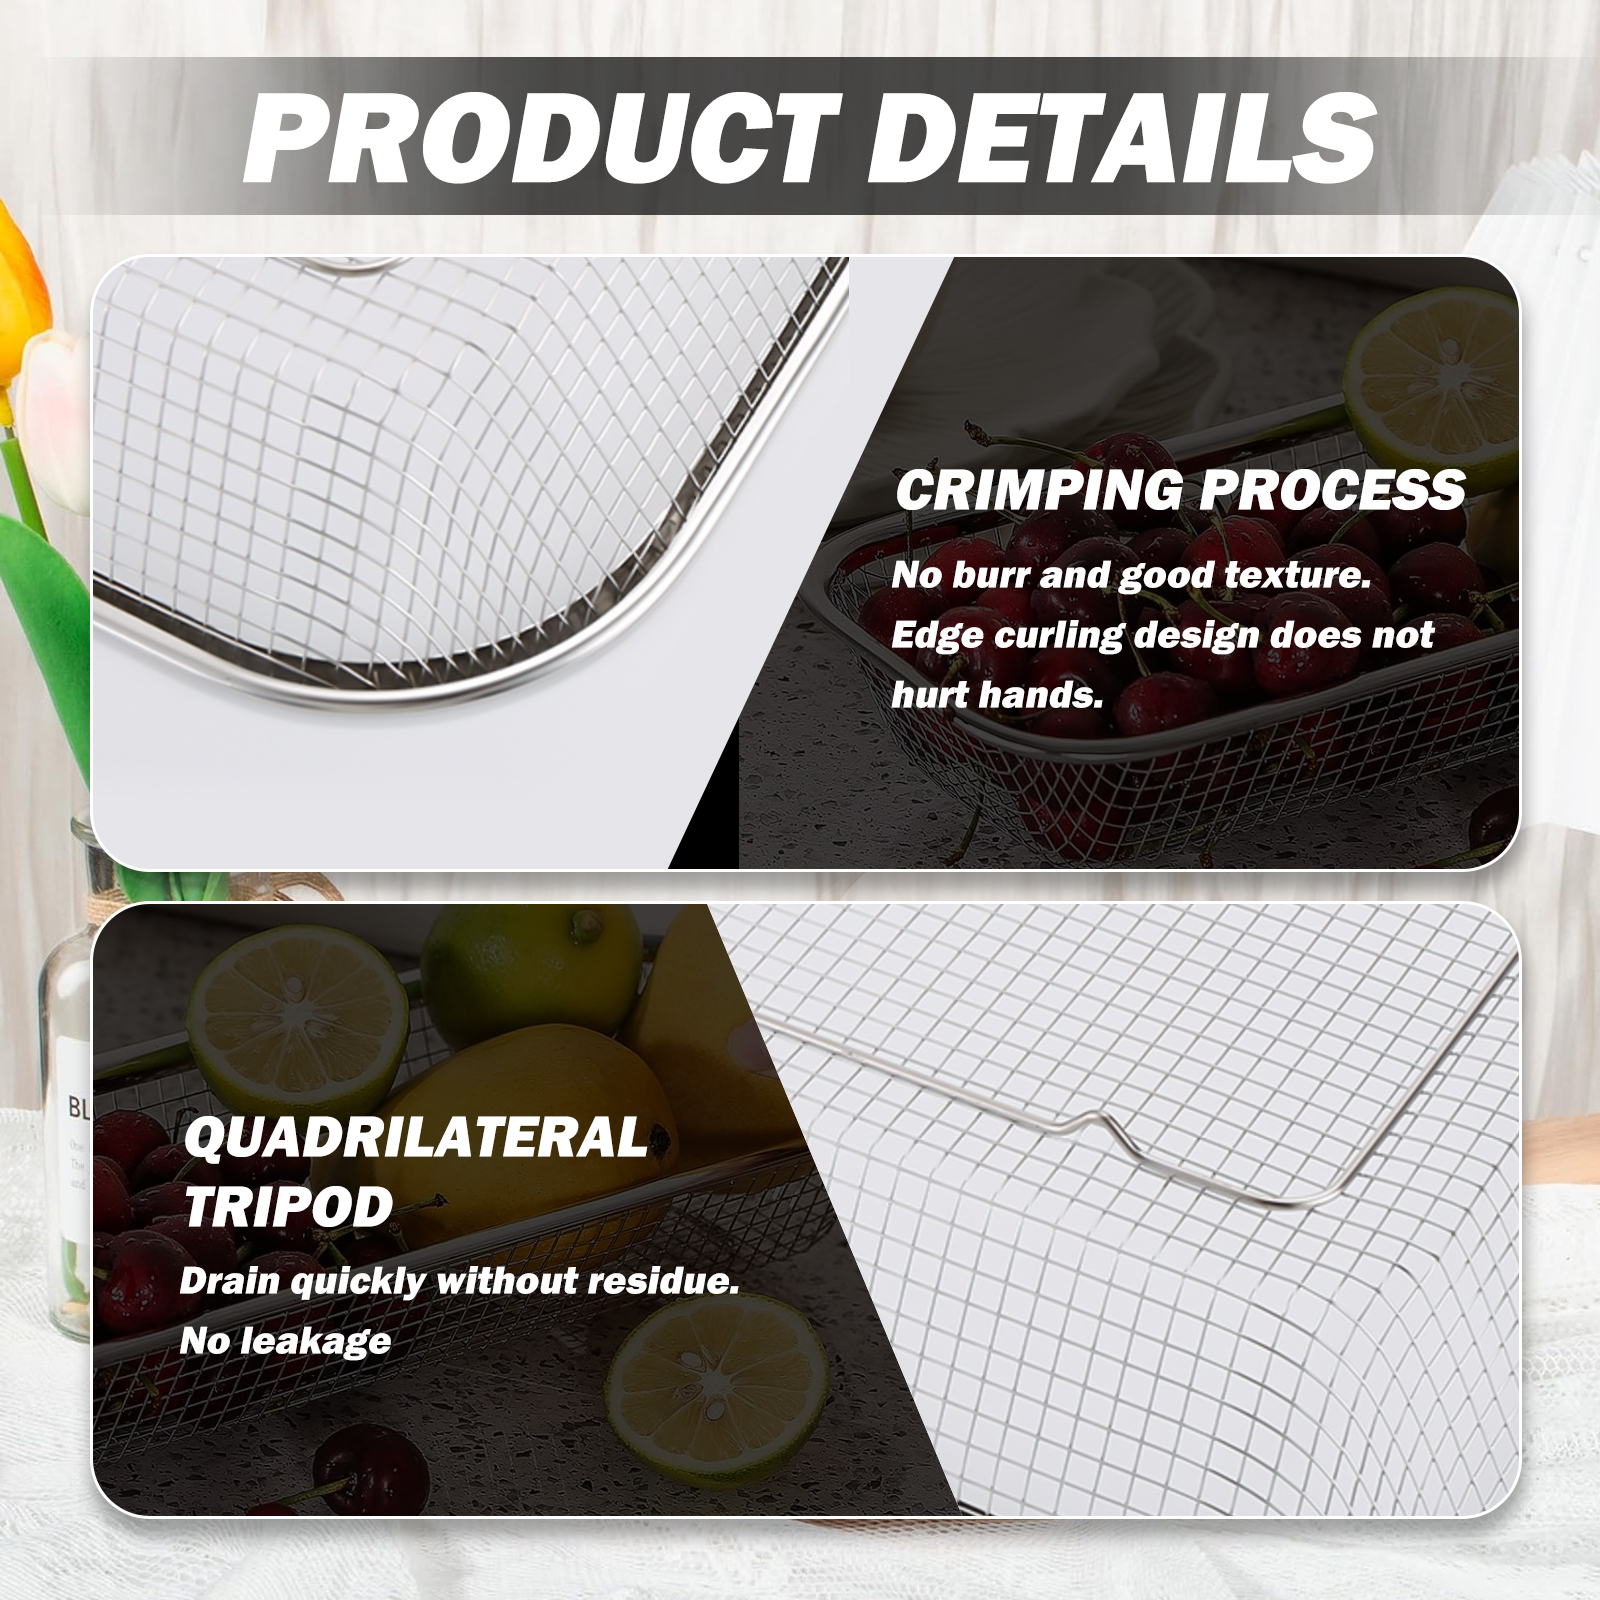 PRODUCT DETAILS
CRIMPING PROCESS
No burr and good texture.
Edge curling design does not
hurt hands.
QUADRILATERAL
TRIPOD
Drain quickly without residue.
No leakage
BL